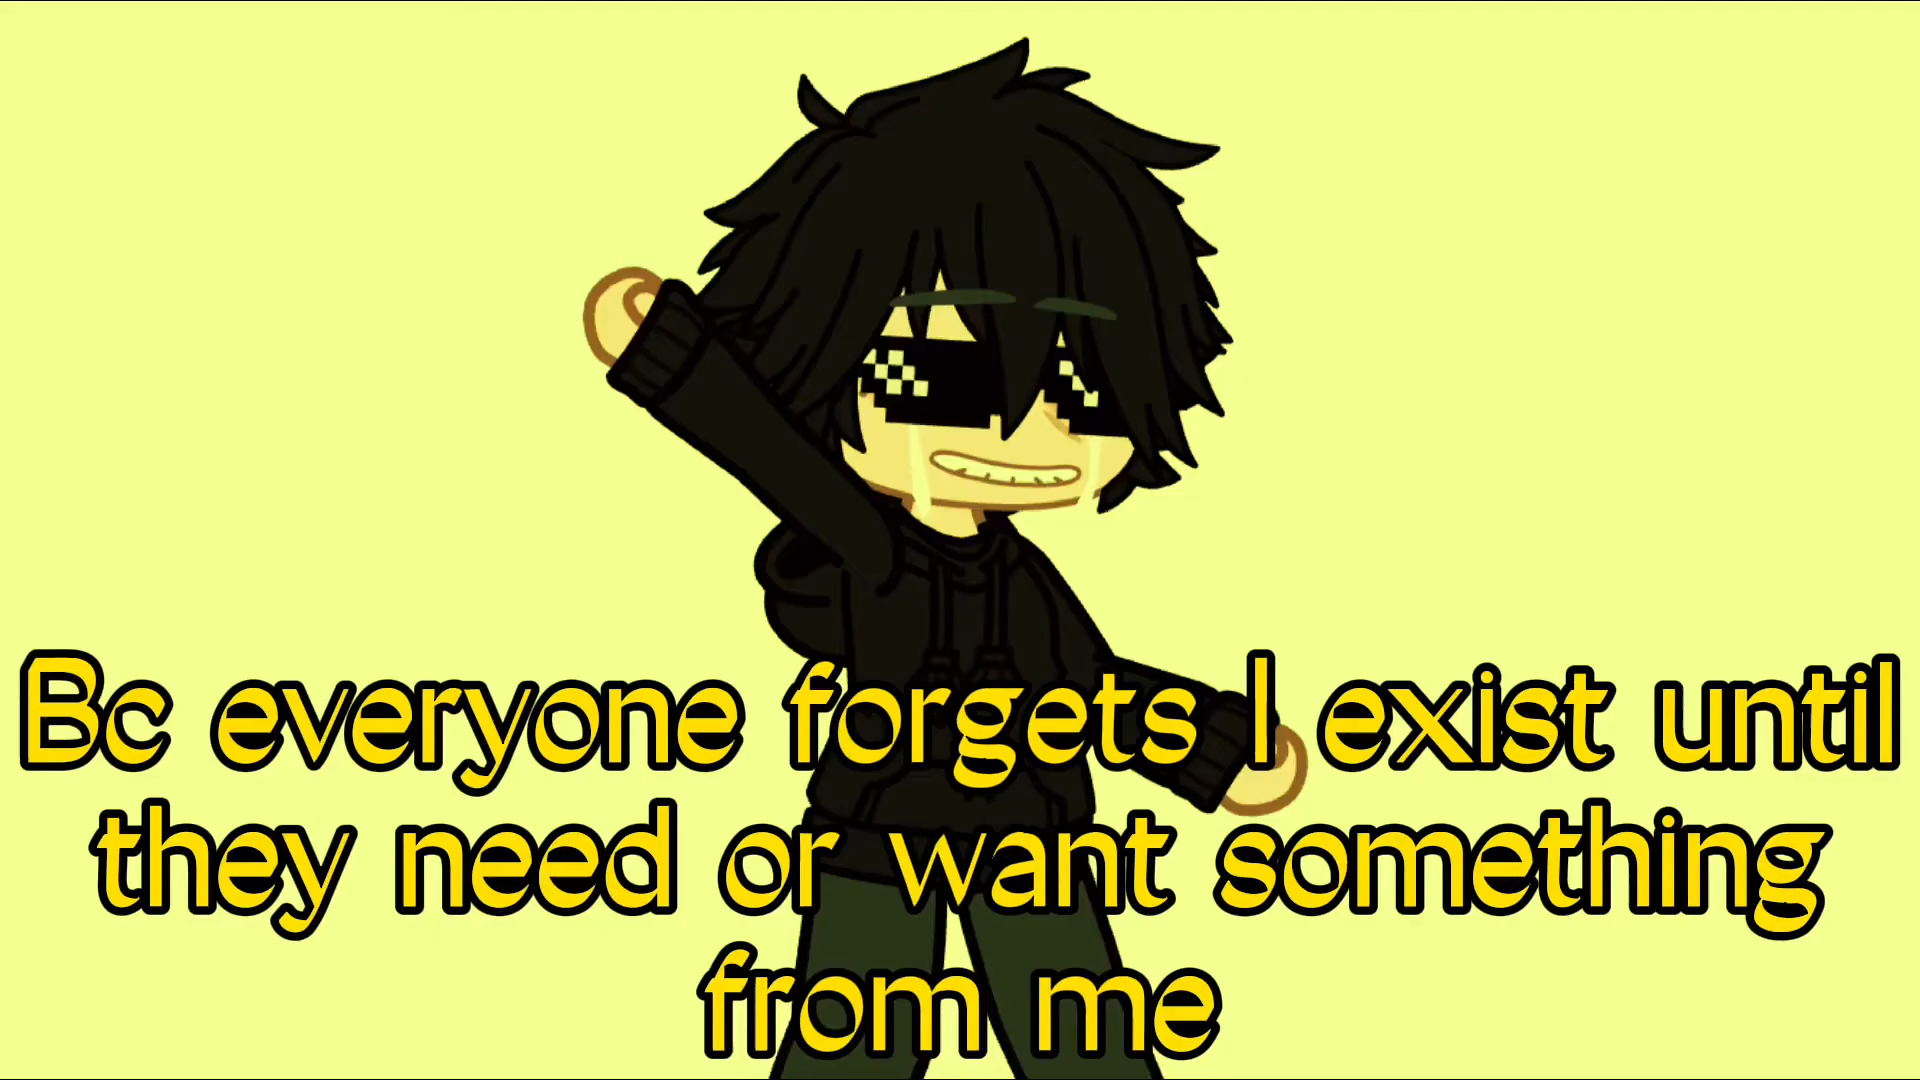 Bc everyone forgets I exist until
they need or want something
from me